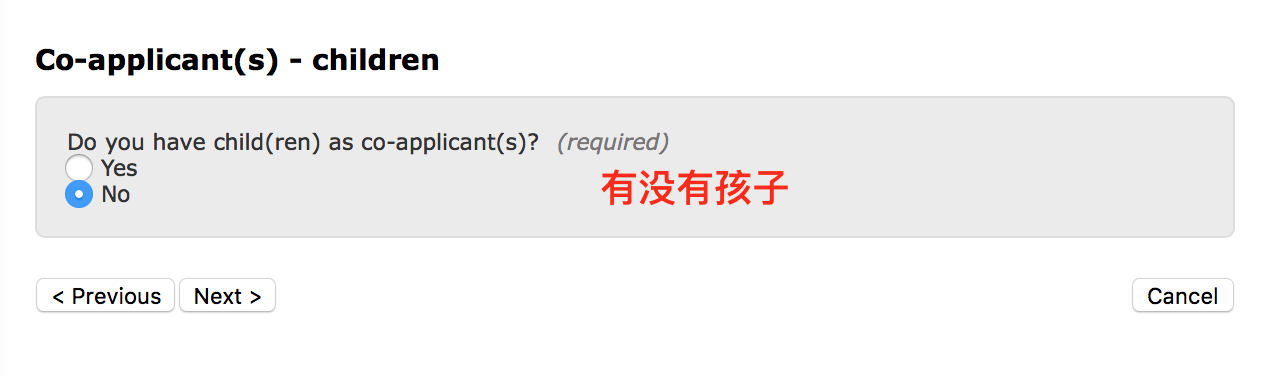 Co-applicant(s) - children
Do you have child(ren) as co-applicant(s)? (required)
Yes
No
有没有孩子
< Previous
Next >
Cancel